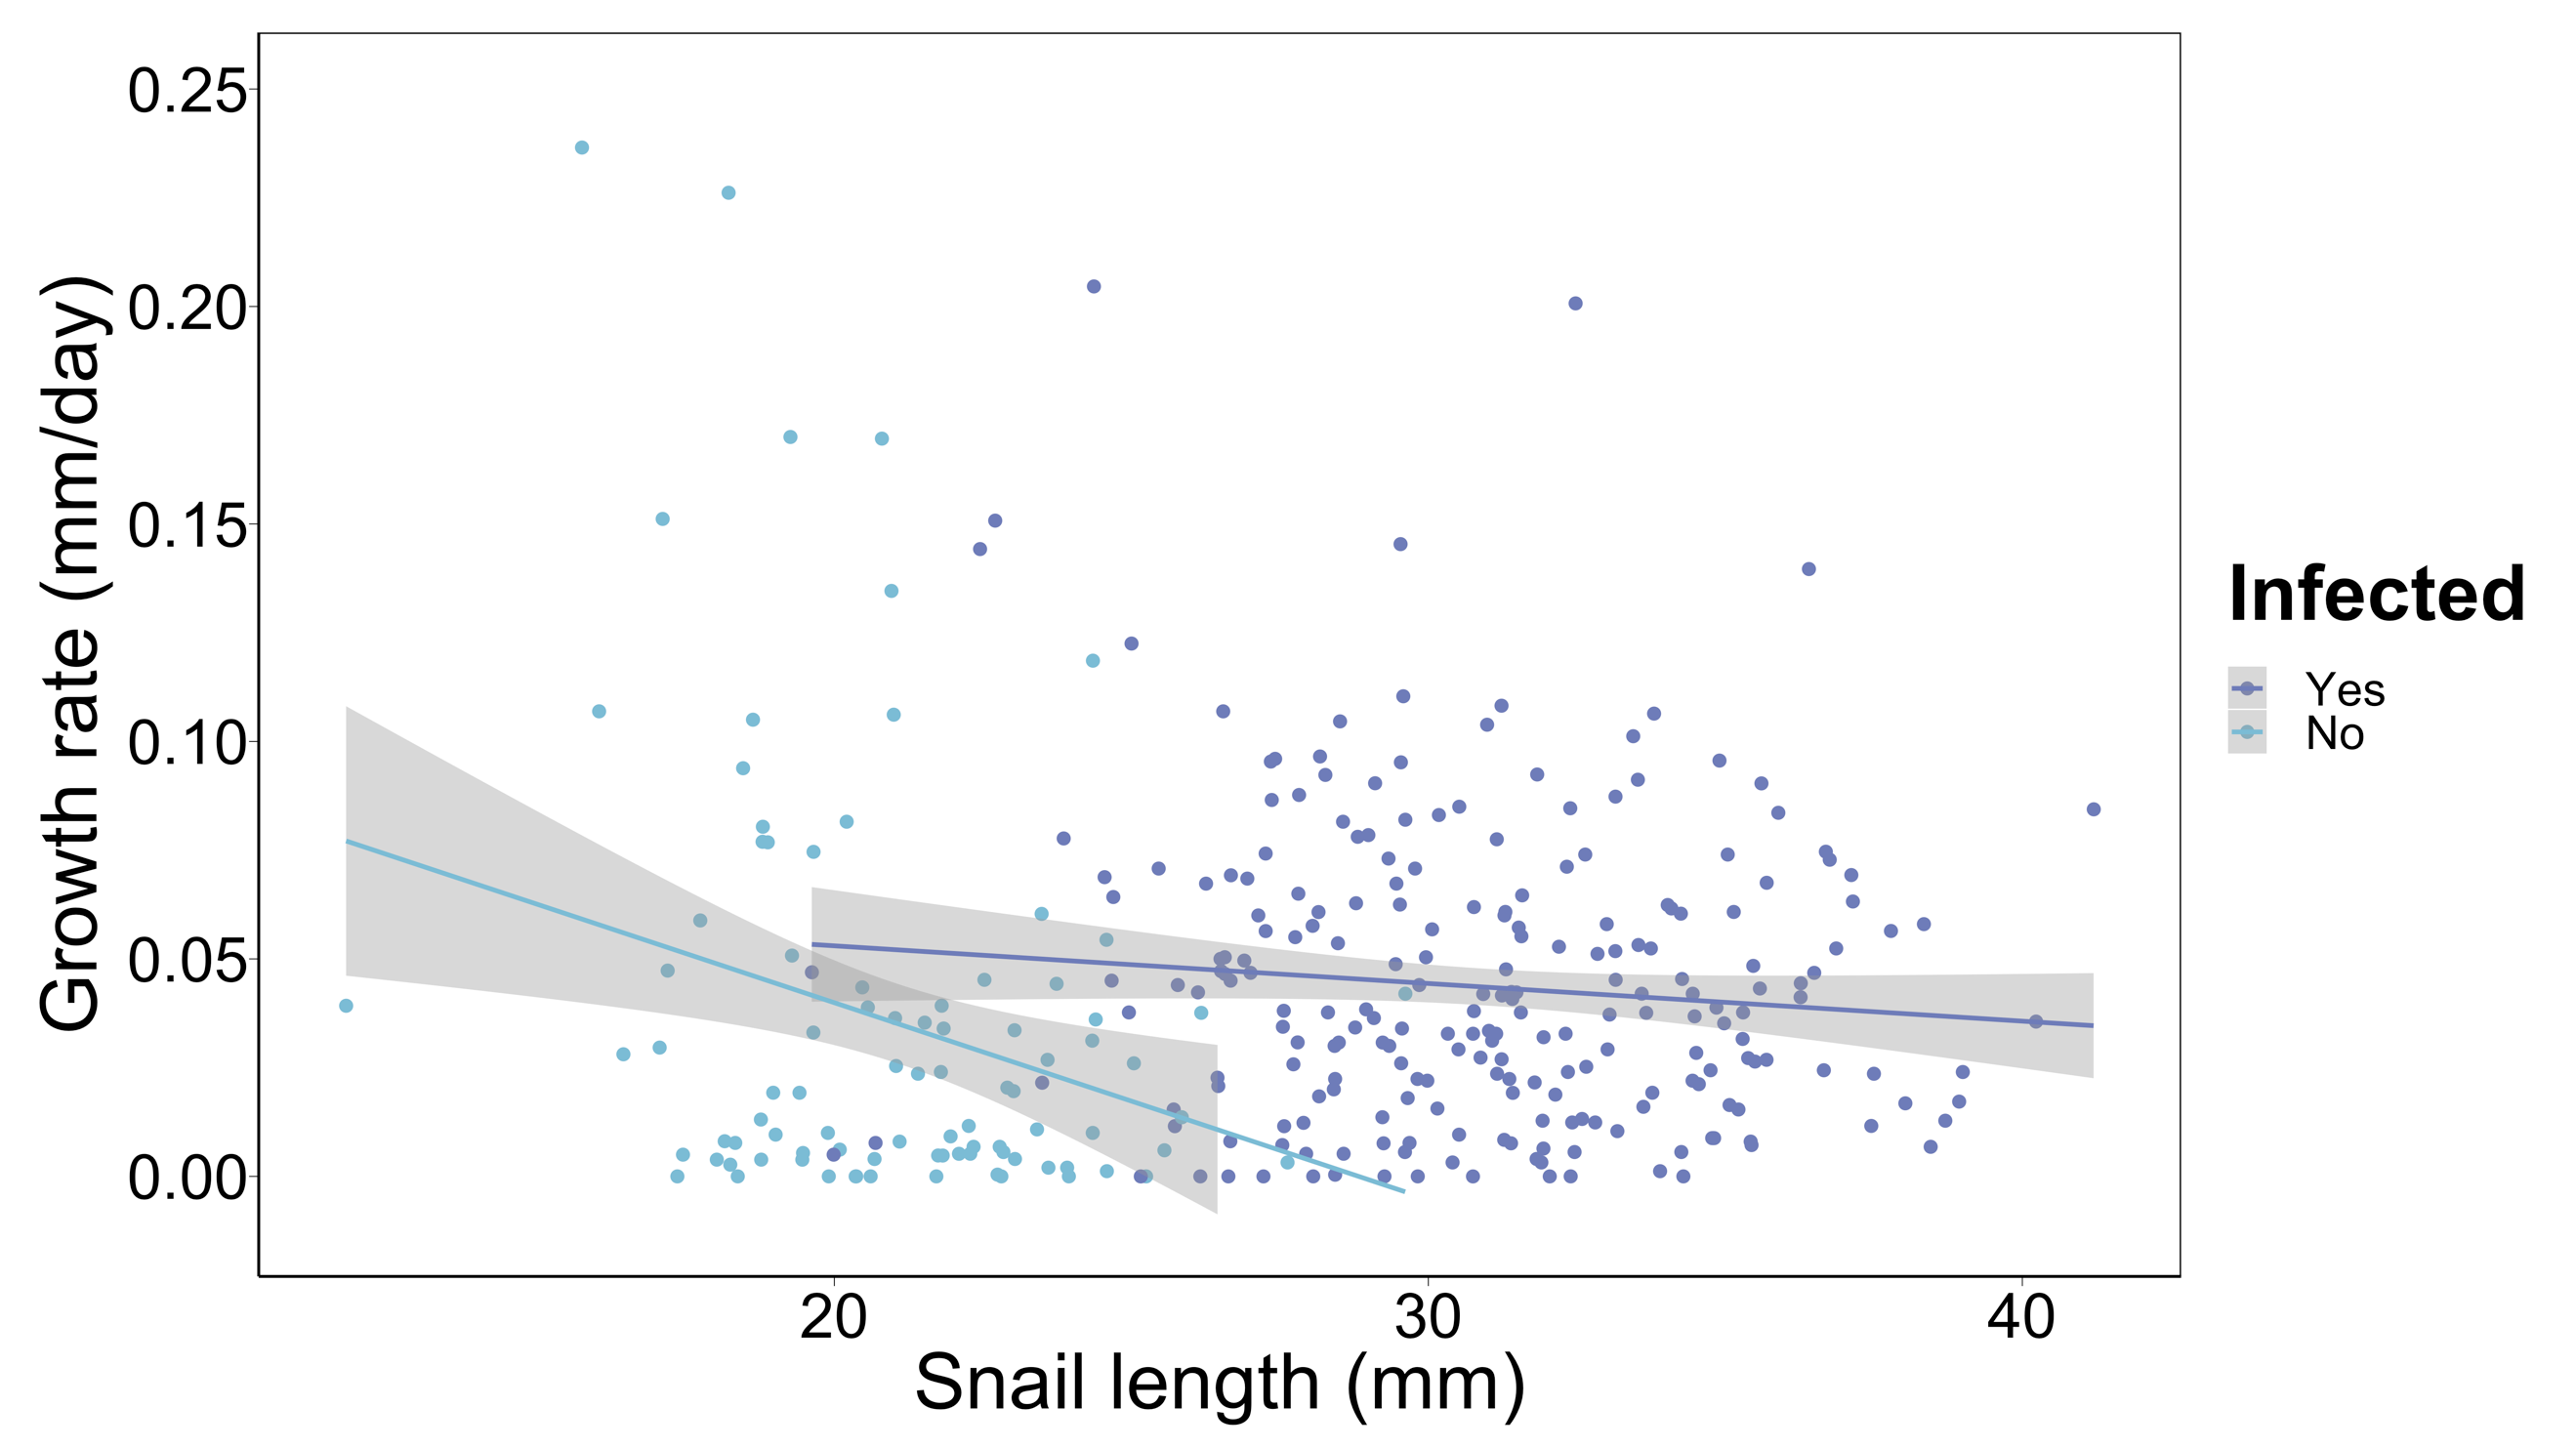 Growth rate (mm/day)
0.25
0.20
0.15
0.10
0.05
0.00
20 30 40
Snail length (mm)
Infected
Yes
No